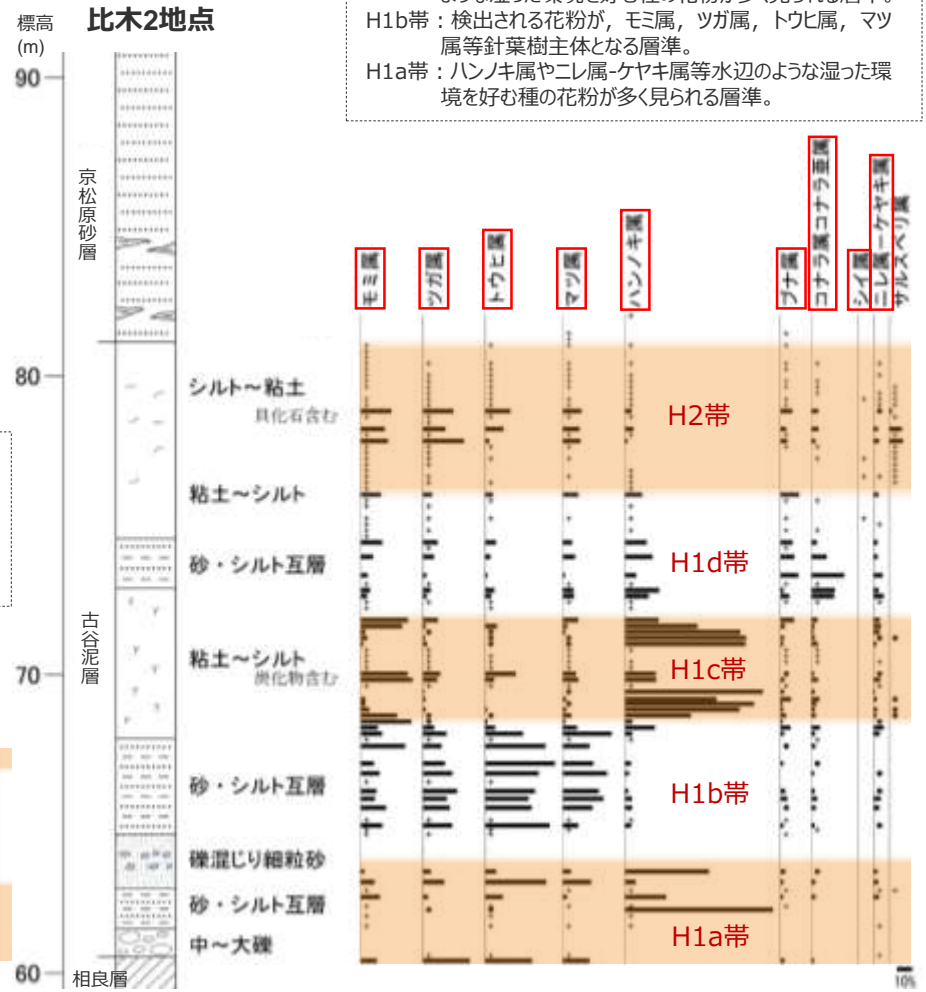 標高
(m)
比木2地点
H1b帯：検出される花粉が，モミ属，ツガ属，トウヒ属，マツ
属等針葉樹主体となる層準。
H1a帯：ハンノキ属やニレ属-ケヤキ属等水辺のような湿った環
境を好む種の花粉が多く見られる層準。
90
80
70
60
京松原砂層
古谷泥層
相良層
シルト～粘土
貝化石含む
粘土～シルト
砂・シルト互層
粘土～シルト
炭化物含む
砂・シルト互層
礫混じり細粒砂
砂・シルト互層
中～大礫
モミ属
ツガ属
トウヒ属
マツ属
ハンノキ属
ブナ属
コナラ属コナラ亜属
シイ属
ニレ属ーケヤキ属
サルスベリ属
H2帯
H1d帯
H1c帯
H1b帯
H1a帯
10%